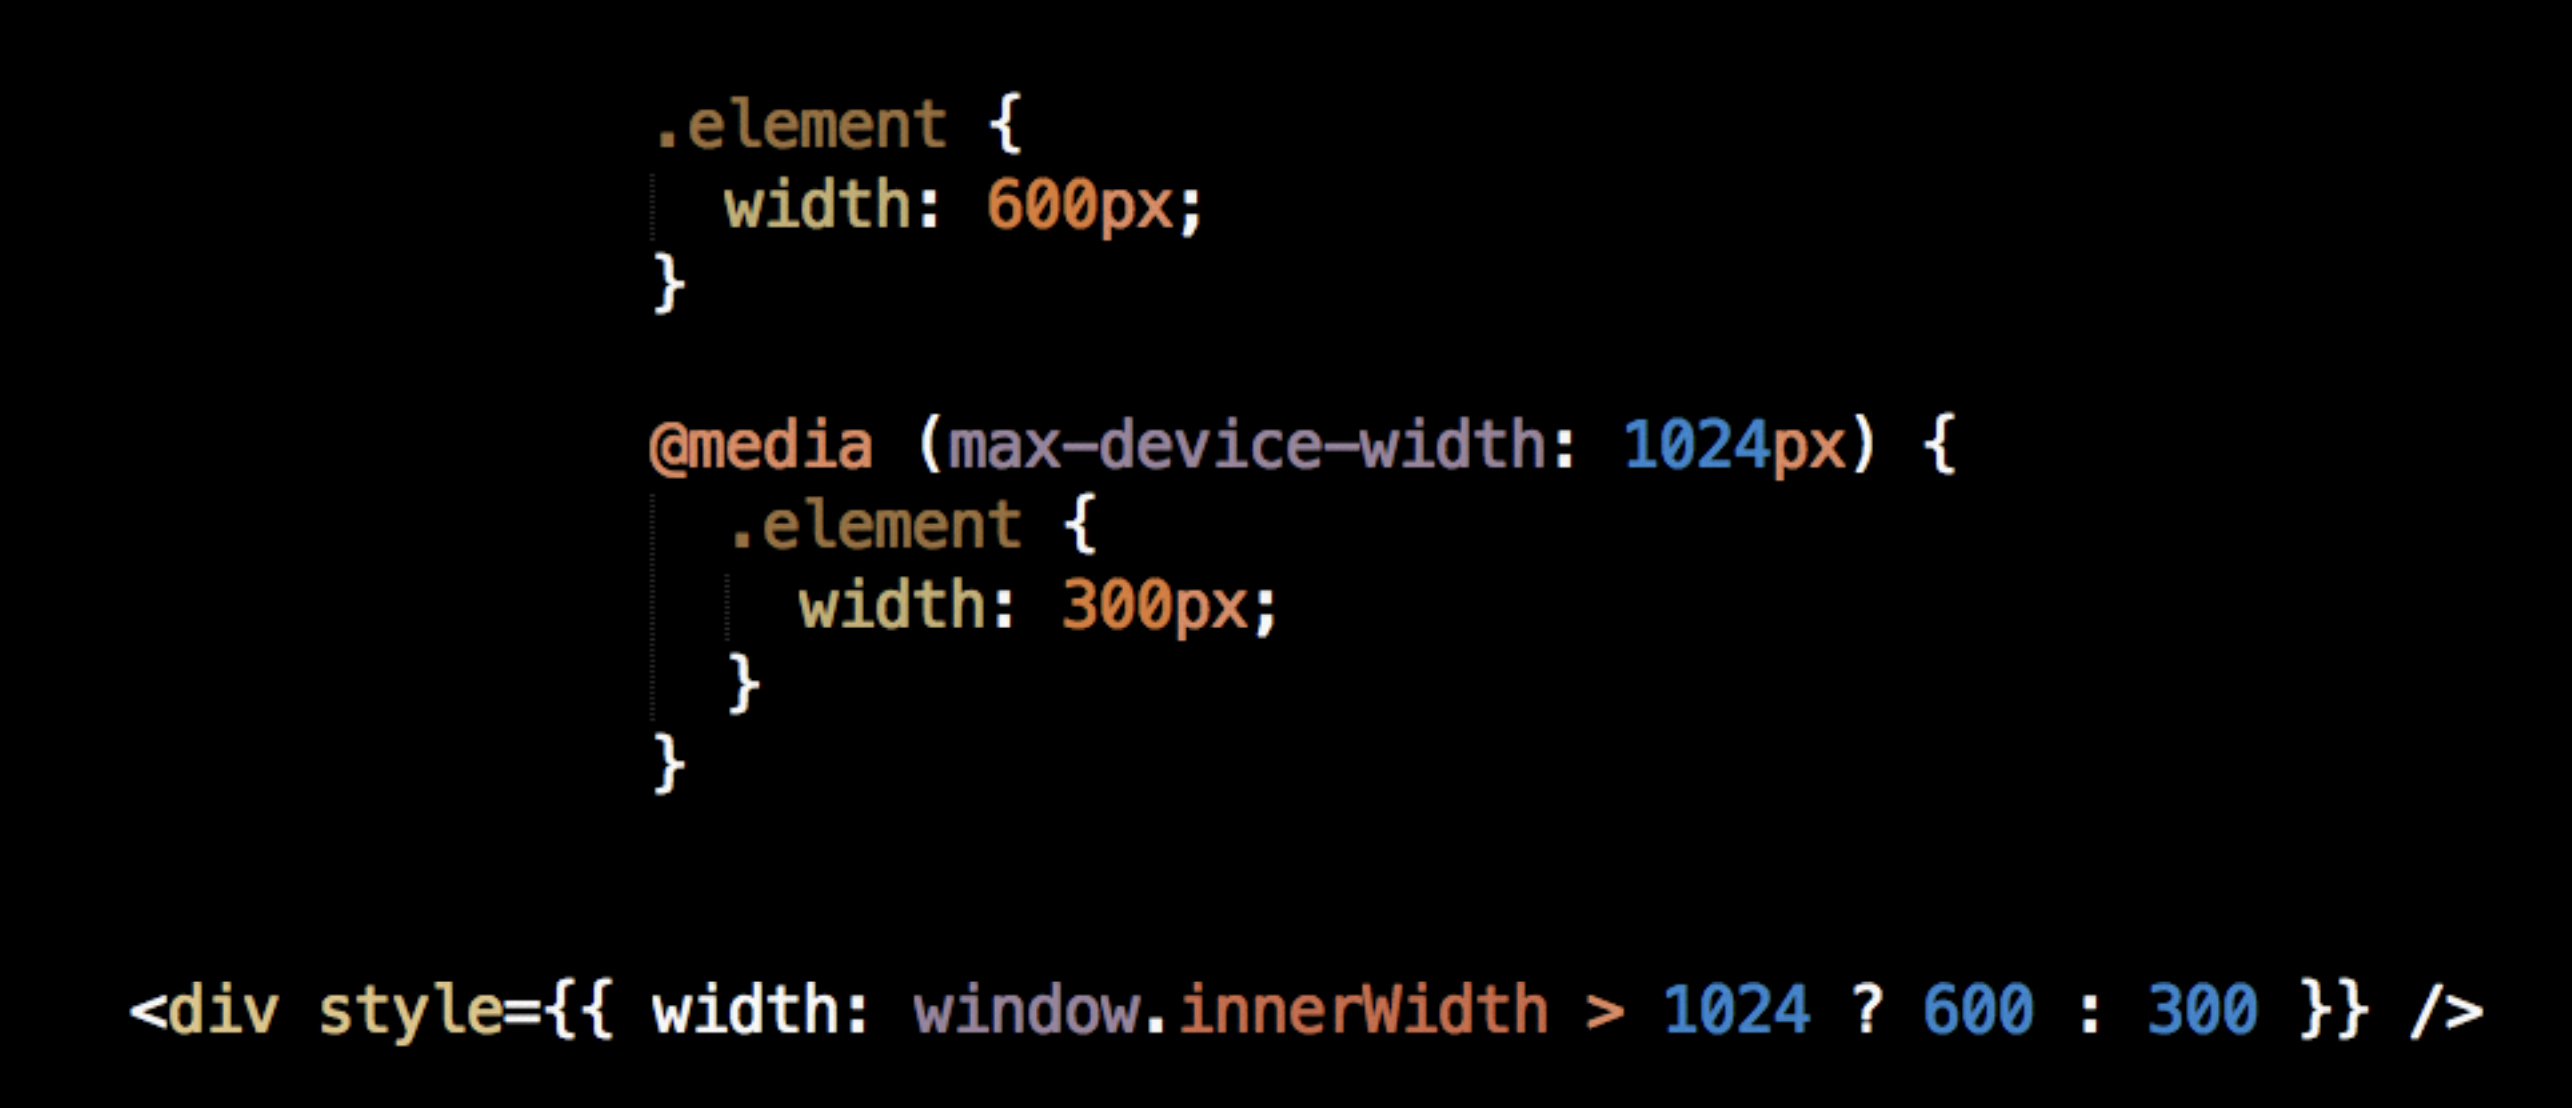 .element {
  width: 600px;
}
@media (max-device-width: 1024px) {
  .element {
    width: 300px;
  }
}
<div style={{ width: window.innerWidth > 1024 ? 600 : 300 }} />